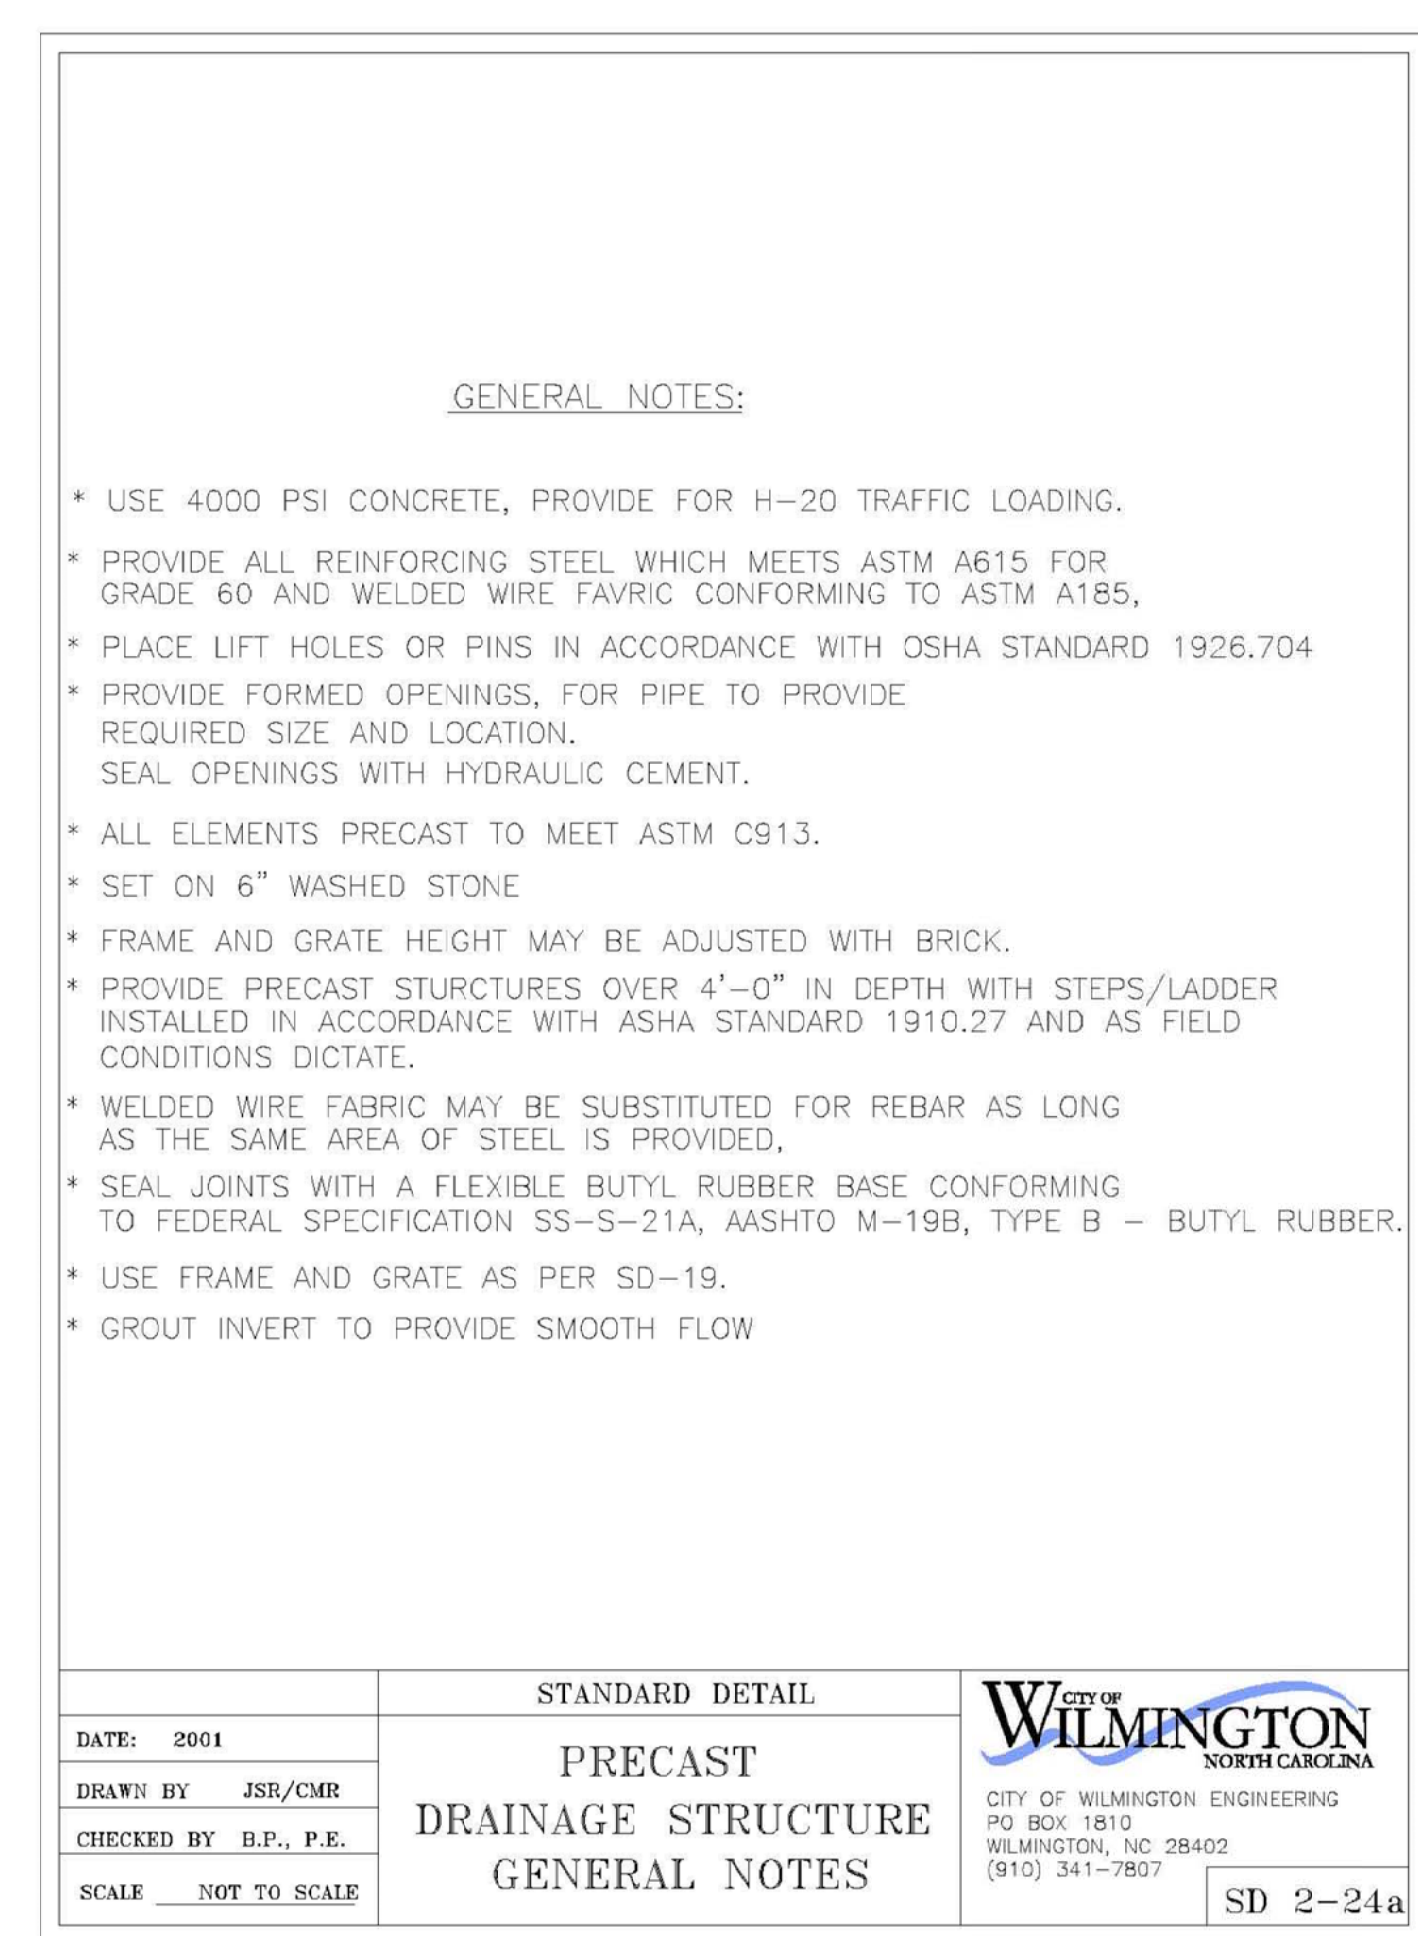 GENERAL NOTES:
* USE 4000 PSI CONCRETE, PROVIDE FOR H-20 TRAFFIC LOADING.
* PROVIDE ALL REINFORCING STEEL WHICH MEETS ASTM A615 FOR
GRADE 60 AND WELDED WIRE FAVRIC CONFORMING TO ASTM A185,
* PLACE LIFT HOLES OR PINS IN ACCORDANCE WITH OSHA STANDARD 1926.704
* PROVIDE FORMED OPENINGS, FOR PIPE TO PROVIDE
REQUIRED SIZE AND LOCATION.
SEAL OPENINGS WITH HYDRAULIC CEMENT.
* ALL ELEMENTS PRECAST TO MEET ASTM C913.
* SET ON 6" WASHED STONE
* FRAME AND GRATE HEIGHT MAY BE ADJUSTED WITH BRICK.
* PROVIDE PRECAST STURCTURES OVER 4'-0" IN DEPTH WITH STEPS/LADDER
INSTALLED IN ACCORDANCE WITH ASHA STANDARD 1910.27 AND AS FIELD
CONDITIONS DICTATE.
* WELDED WIRE FABRIC MAY BE SUBSTITUTED FOR REBAR AS LONG
AS THE SAME AREA OF STEEL IS PROVIDED,
* SEAL JOINTS WITH A FLEXIBLE BUTYL RUBBER BASE CONFORMING
TO FEDERAL SPECIFICATION SS-S-21A, AASHTO M-19B, TYPE B - BUTYL RUBBER.
* USE FRAME AND GRATE AS PER SD-19.
* GROUT INVERT TO PROVIDE SMOOTH FLOW
DATE: 2001
DRAWN BY JSR/CMR
CHECKED BY B.P., P.E.
SCALE NOT TO SCALE
STANDARD DETAIL
PRECAST
DRAINAGE STRUCTURE
GENERAL NOTES
CITY OF
WILMINGTON
NORTH CAROLINA
CITY OF WILMINGTON ENGINEERING
PO BOX 1810
WILMINGTON, NC 28402
(910) 341-7807
SD 2-24a